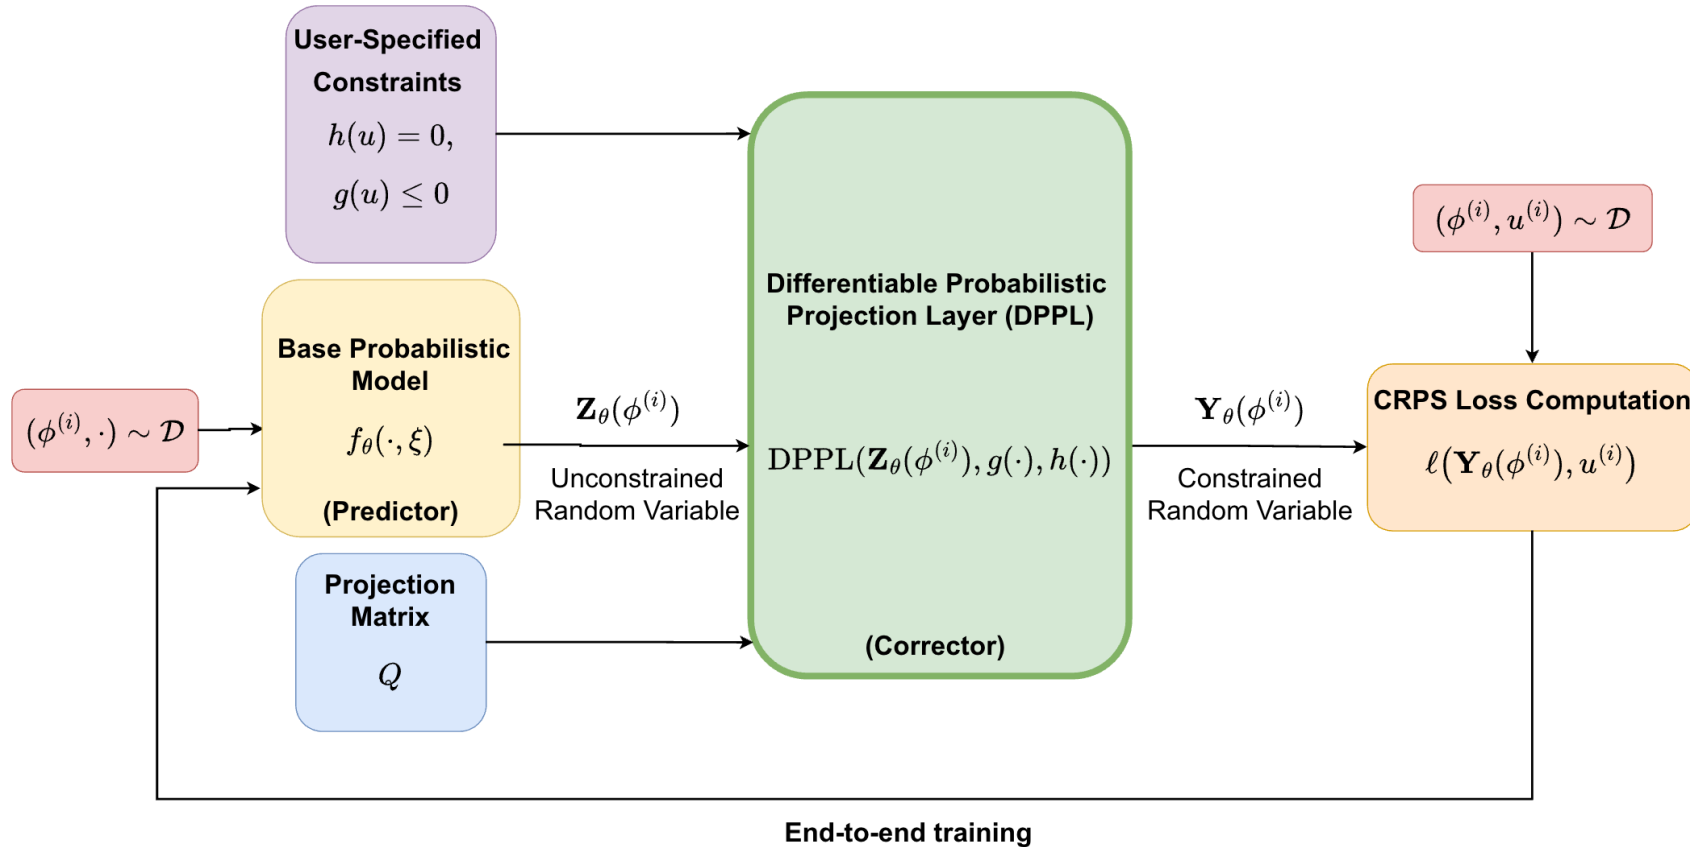 User-Specified
Constraints
h(u) = 0,
g(u) ≤ 0
(ϕ^{(i)}, ·) ∼ 𝒟
Base Probabilistic
Model
f_θ(·, ξ)
(Predictor)
Projection
Matrix
Q
𝐙_θ(ϕ^{(i)})
Unconstrained
Random Variable
Differentiable Probabilistic
Projection Layer (DPPL)
DPPL(𝐙_θ(ϕ^{(i)}), g(·), h(·))
(Corrector)
𝐘_θ(ϕ^{(i)})
Constrained
Random Variable
(ϕ^{(i)}, u^{(i)}) ∼ 𝒟
CRPS Loss Computation
ℓ(𝐘_θ(ϕ^{(i)}), u^{(i)})
End-to-end training